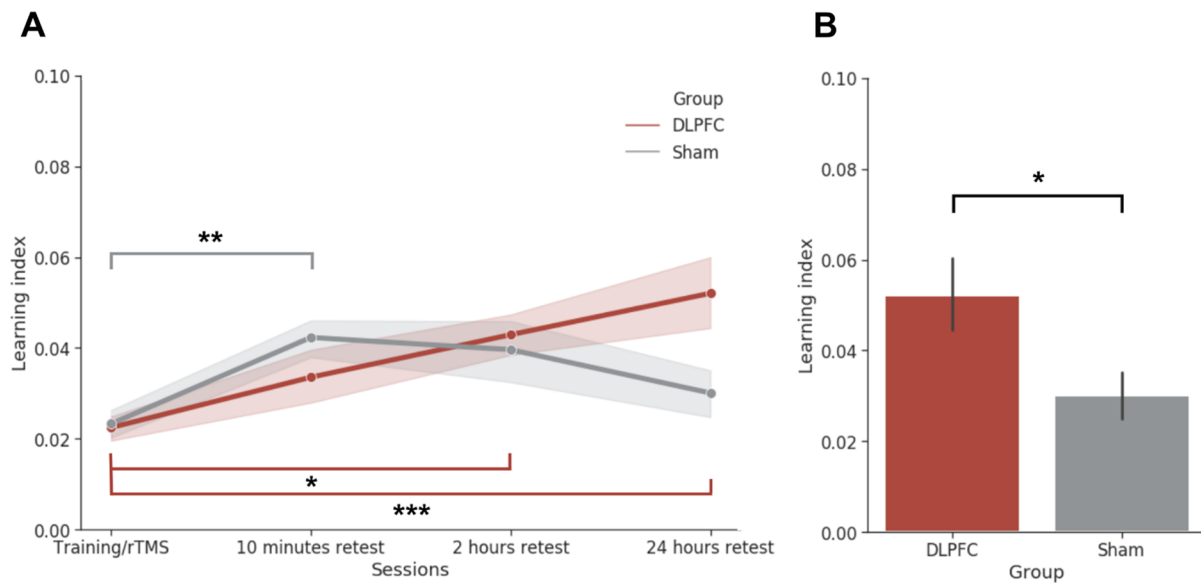 A
0.10
0.08
0.06
0.04
0.02
0.00
Learning index
Group
DLPFC
Sham
**
*
***
Training/rTMS
10 minutes retest
2 hours retest
24 hours retest
Sessions
B
0.10
0.08
0.06
0.04
0.02
0.00
Learning index
*
DLPFC
Sham
Group